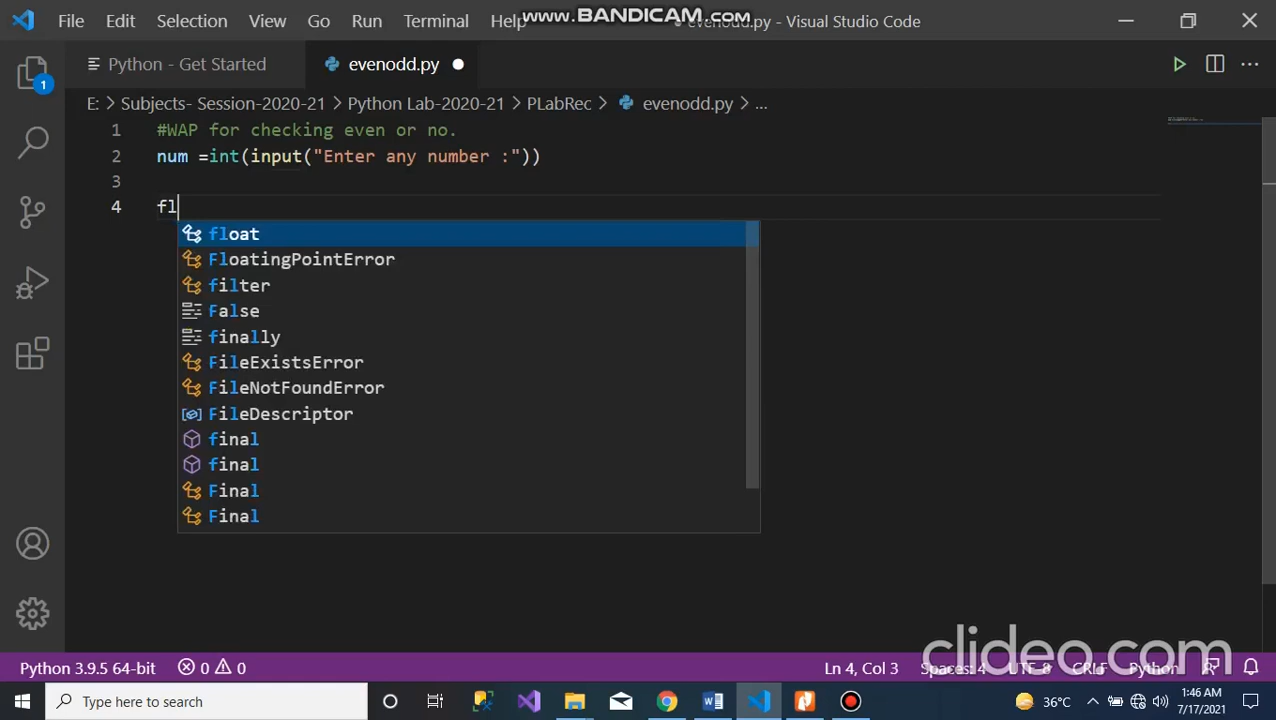 File Edit Selection View Go Run Terminal Help
www.BANDICAM.com
evenodd.py - Visual Studio Code
Python - Get Started
evenodd.py
E: > Subjects- Session-2020-21 > Python Lab-2020-21 > PLabRec > evenodd.py > ...
1 #WAP for checking even or no.
2 num =int(input("Enter any number :"))
3
4 fl
float
FloatingPointError
filter
False
finally
FileExistsError
FileNotFoundError
FileDescriptor
final
final
Final
Final
1
clideo.com
Python 3.9.5 64-bit 0 0 Ln 4, Col 3 Spaces: 4 UTF-8 CRLF Python
Type here to search
36°C
1:46 AM
7/17/2021